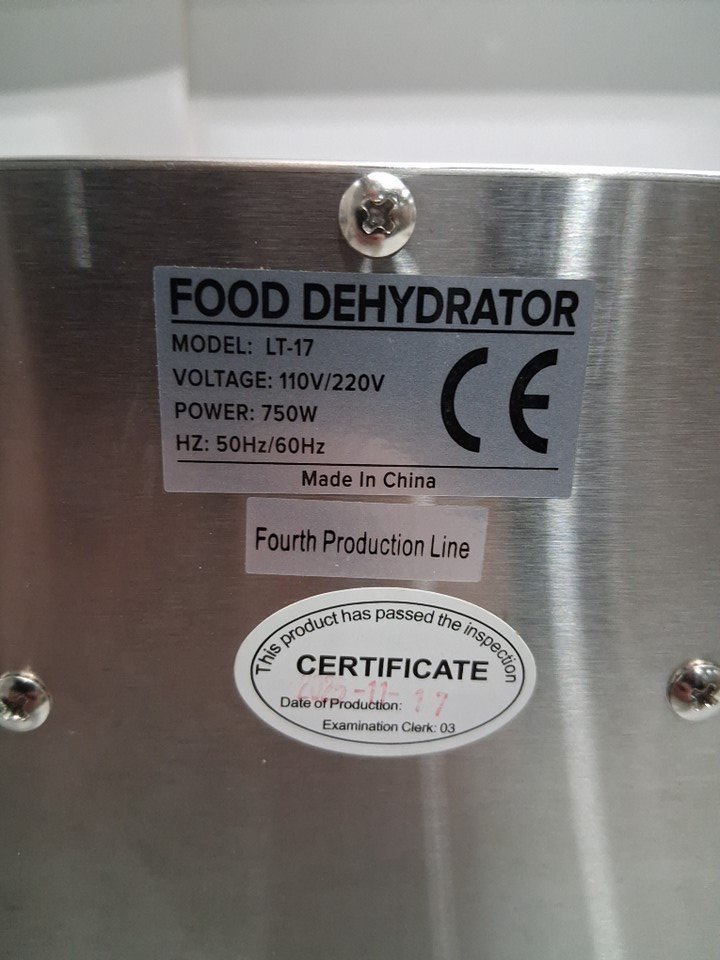 FOOD DEHYDRATOR
MODEL: LT-17
VOLTAGE: 110V/220V
POWER: 750W
HZ: 50Hz/60Hz
CE
Made In China
Fourth Production Line
This product has passed the inspection
CERTIFICATE
Date of Production:
Examination Clerk: 03